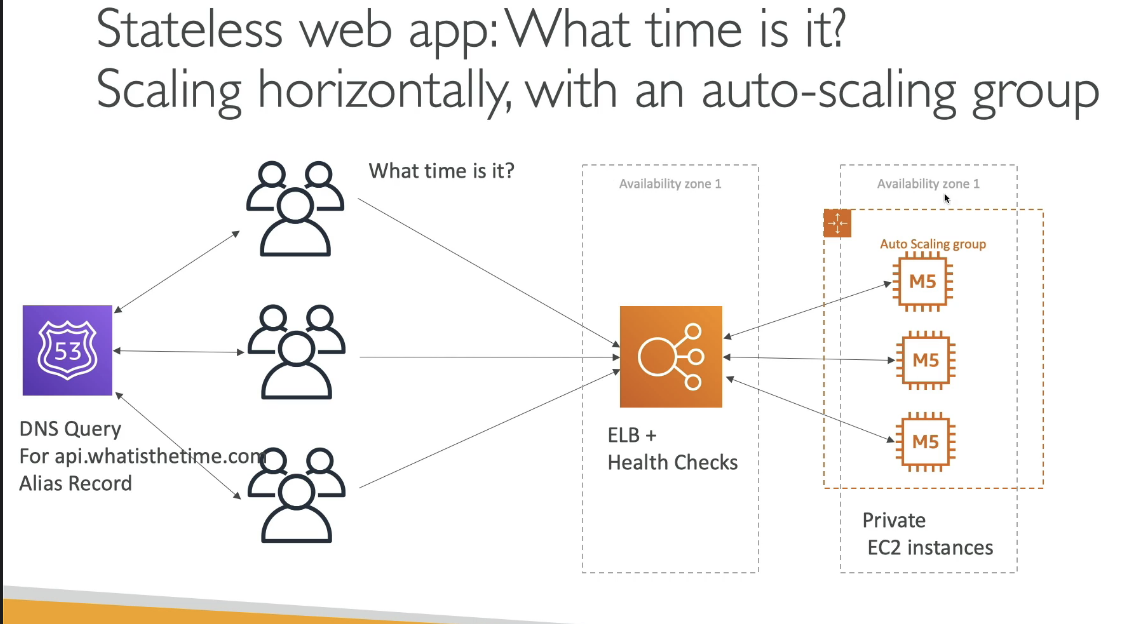 Stateless web app: What time is it?
Scaling horizontally, with an auto-scaling group
What time is it?
Availability zone 1
Availability zone 1
Auto Scaling group
M5
M5
M5
53
DNS Query
For api.whatisthetime.com
Alias Record
ELB +
Health Checks
Private
EC2 instances